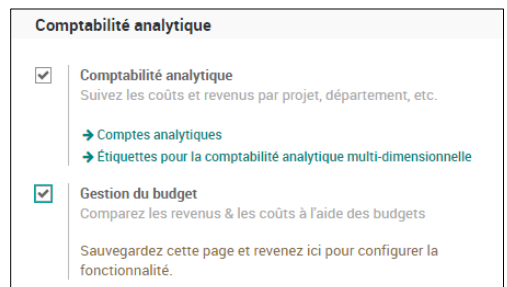 Comptabilité analytique
Comptabilité analytique
Suivez les coûts et revenus par projet, département, etc.
→ Comptes analytiques
→ Étiquettes pour la comptabilité analytique multi-dimensionnelle
Gestion du budget
Comparez les revenus & les coûts à l'aide des budgets
Sauvegardez cette page et revenez ici pour configurer la
fonctionnalité.